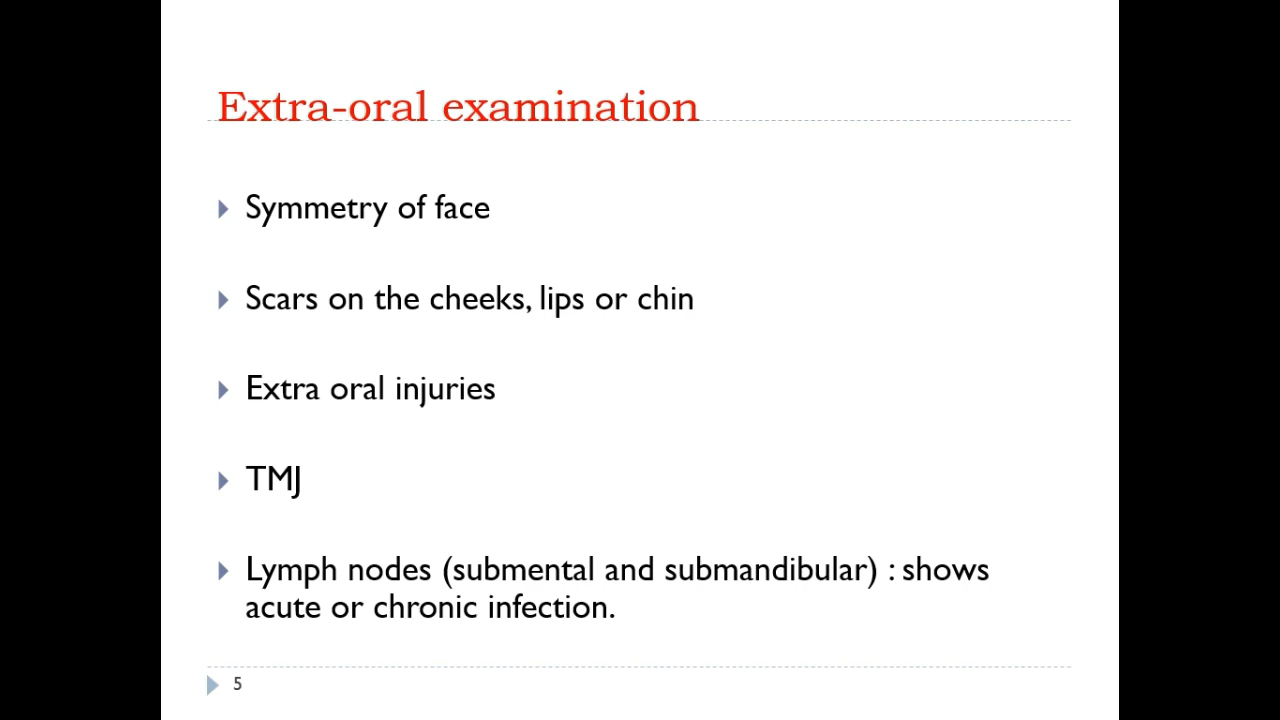 Extra-oral examination
Symmetry of face
Scars on the cheeks, lips or chin
Extra oral injuries
TMJ
Lymph nodes (submental and submandibular) : shows
acute or chronic infection.
5